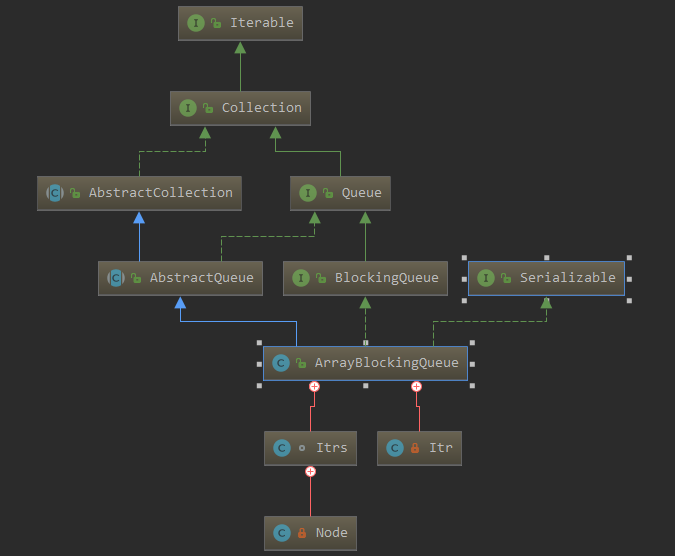 I Iterable
I Collection
C AbstractCollection
I Queue
C AbstractQueue
I BlockingQueue
I Serializable
C ArrayBlockingQueue
C Itrs
C Itr
C Node